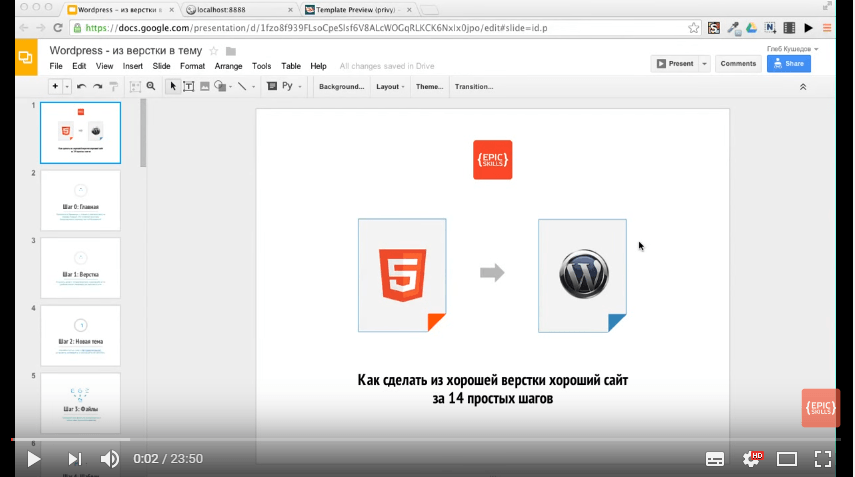 Wordpress - из верстки в
localhost:8888
Template Preview (privy) -
https://docs.google.com/presentation/d/1fzo8f939FLsoCpeSlsf6V8ALcWOGqRLKCK6NxIx0jpo/edit#slide=id.p
Wordpress - из верстки в тему
Глеб Кушедов
File Edit View Insert Slide Format Arrange Tools Table Help All changes saved in Drive
Present Comments Share
Background... Layout Theme... Transition...
1
2
Шаг 0: Главная
3
Шаг 1: Верстка
4
Шаг 2: Новая тема
5
Шаг 3: Файлы
6
{EPIC
SKILLS}
5
W
Как сделать из хорошей верстки хороший сайт
за 14 простых шагов
{EPIC
SKILLS}
0:02 / 23:50
HD